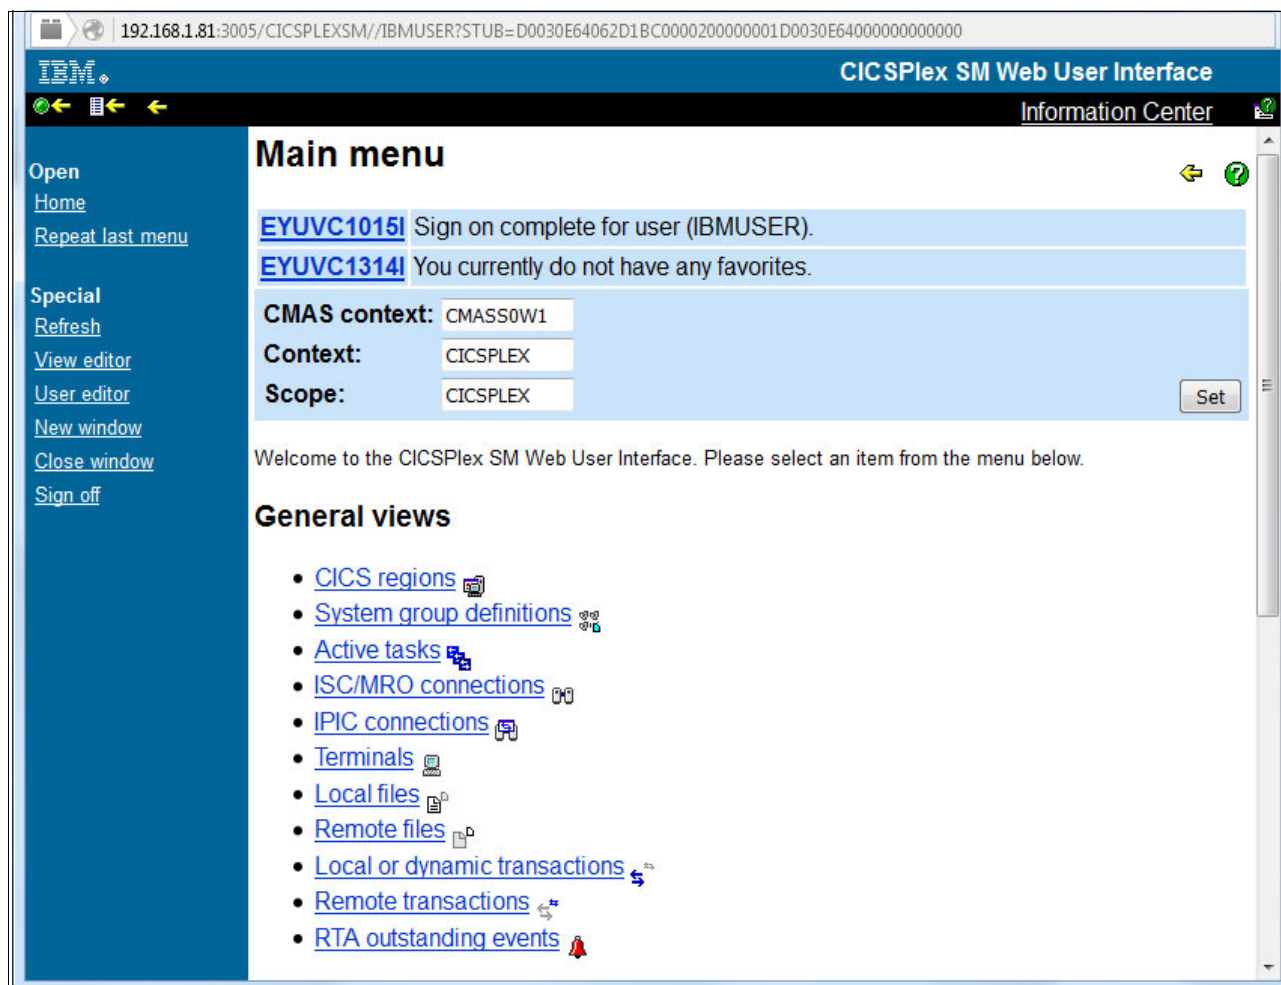 192.168.1.81:3005/CICSPLEXSM//IBMUSER?STUB=D0030E64062D1BC0000200000001D0030E64000000000000
IBM.
CICSPlex SM Web User Interface
Information Center
Open
Home
Repeat last menu
Special
Refresh
View editor
User editor
New window
Close window
Sign off
Main menu
EYUVC1015I Sign on complete for user (IBMUSER).
EYUVC1314I You currently do not have any favorites.
CMAS context: CMASS0W1
Context: CICSPLEX
Scope: CICSPLEX
Set
Welcome to the CICSPlex SM Web User Interface. Please select an item from the menu below.
General views
• CICS regions
• System group definitions
• Active tasks
• ISC/MRO connections
• IPIC connections
• Terminals
• Local files
• Remote files
• Local or dynamic transactions
• Remote transactions
• RTA outstanding events